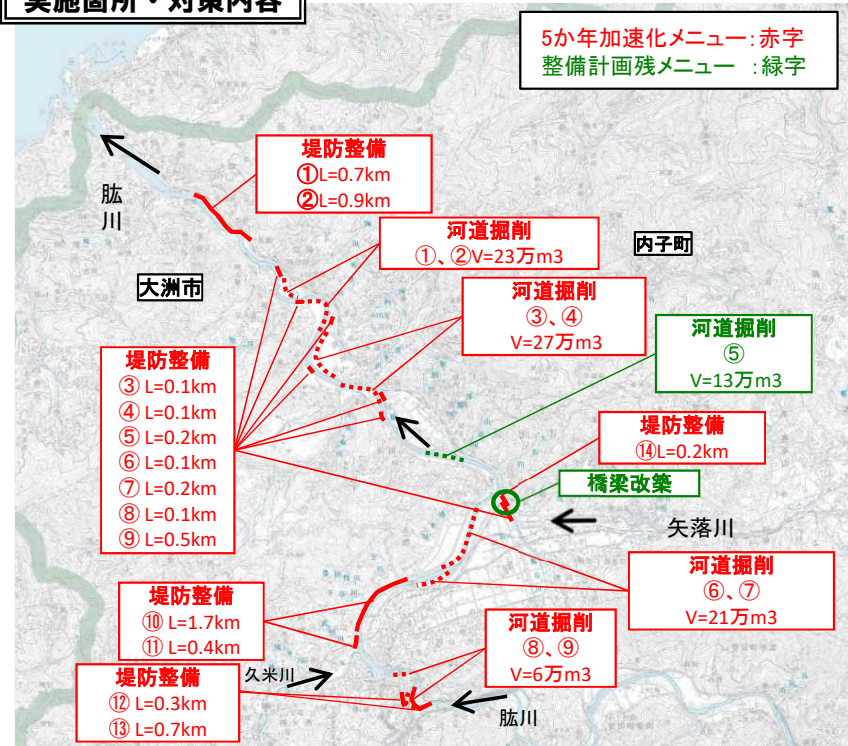 実施箇所・対策内容
5か年加速化メニュー：赤字
整備計画残メニュー ：緑字
堤防整備
①L=0.7km
②L=0.9km
肱川
河道掘削
①、②V=23万m3
内子町
大洲市
河道掘削
③、④
V=27万m3
河道掘削
⑤
V=13万m3
堤防整備
③ L=0.1km
④ L=0.1km
⑤ L=0.2km
⑥ L=0.1km
⑦ L=0.2km
⑧ L=0.1km
⑨ L=0.5km
堤防整備
⑭L=0.2km
橋梁改築
矢落川
河道掘削
⑥、⑦
V=21万m3
堤防整備
⑩ L=1.7km
⑪ L=0.4km
河道掘削
⑧、⑨
V=6万m3
久米川
堤防整備
⑫ L=0.3km
⑬ L=0.7km
肱川